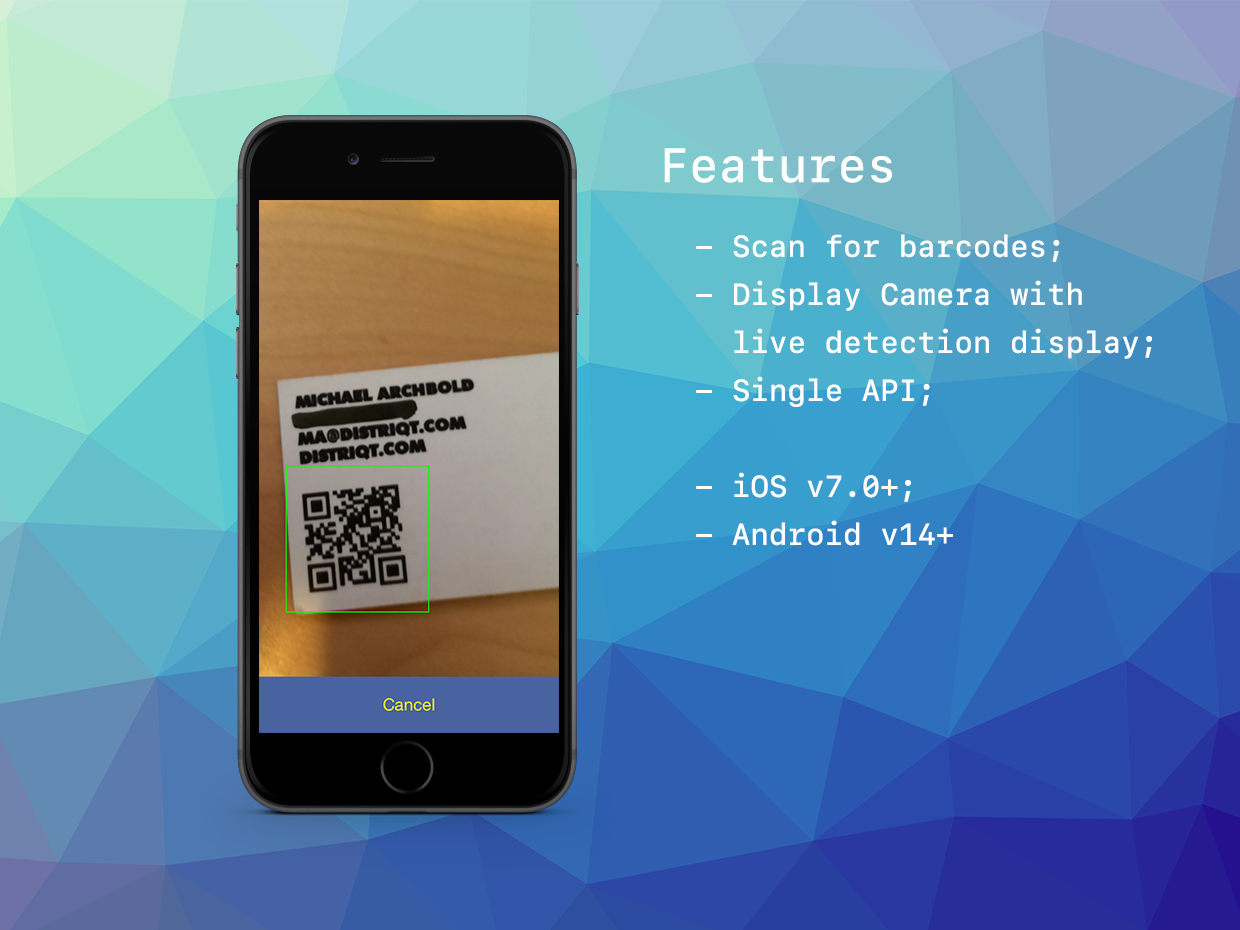 MICHAEL ARCHBOLD
MA@DISTRIQT.COM
DISTRIQT.COM
Cancel
Features
– Scan for barcodes;
– Display Camera with
live detection display;
– Single API;
– iOS v7.0+;
– Android v14+